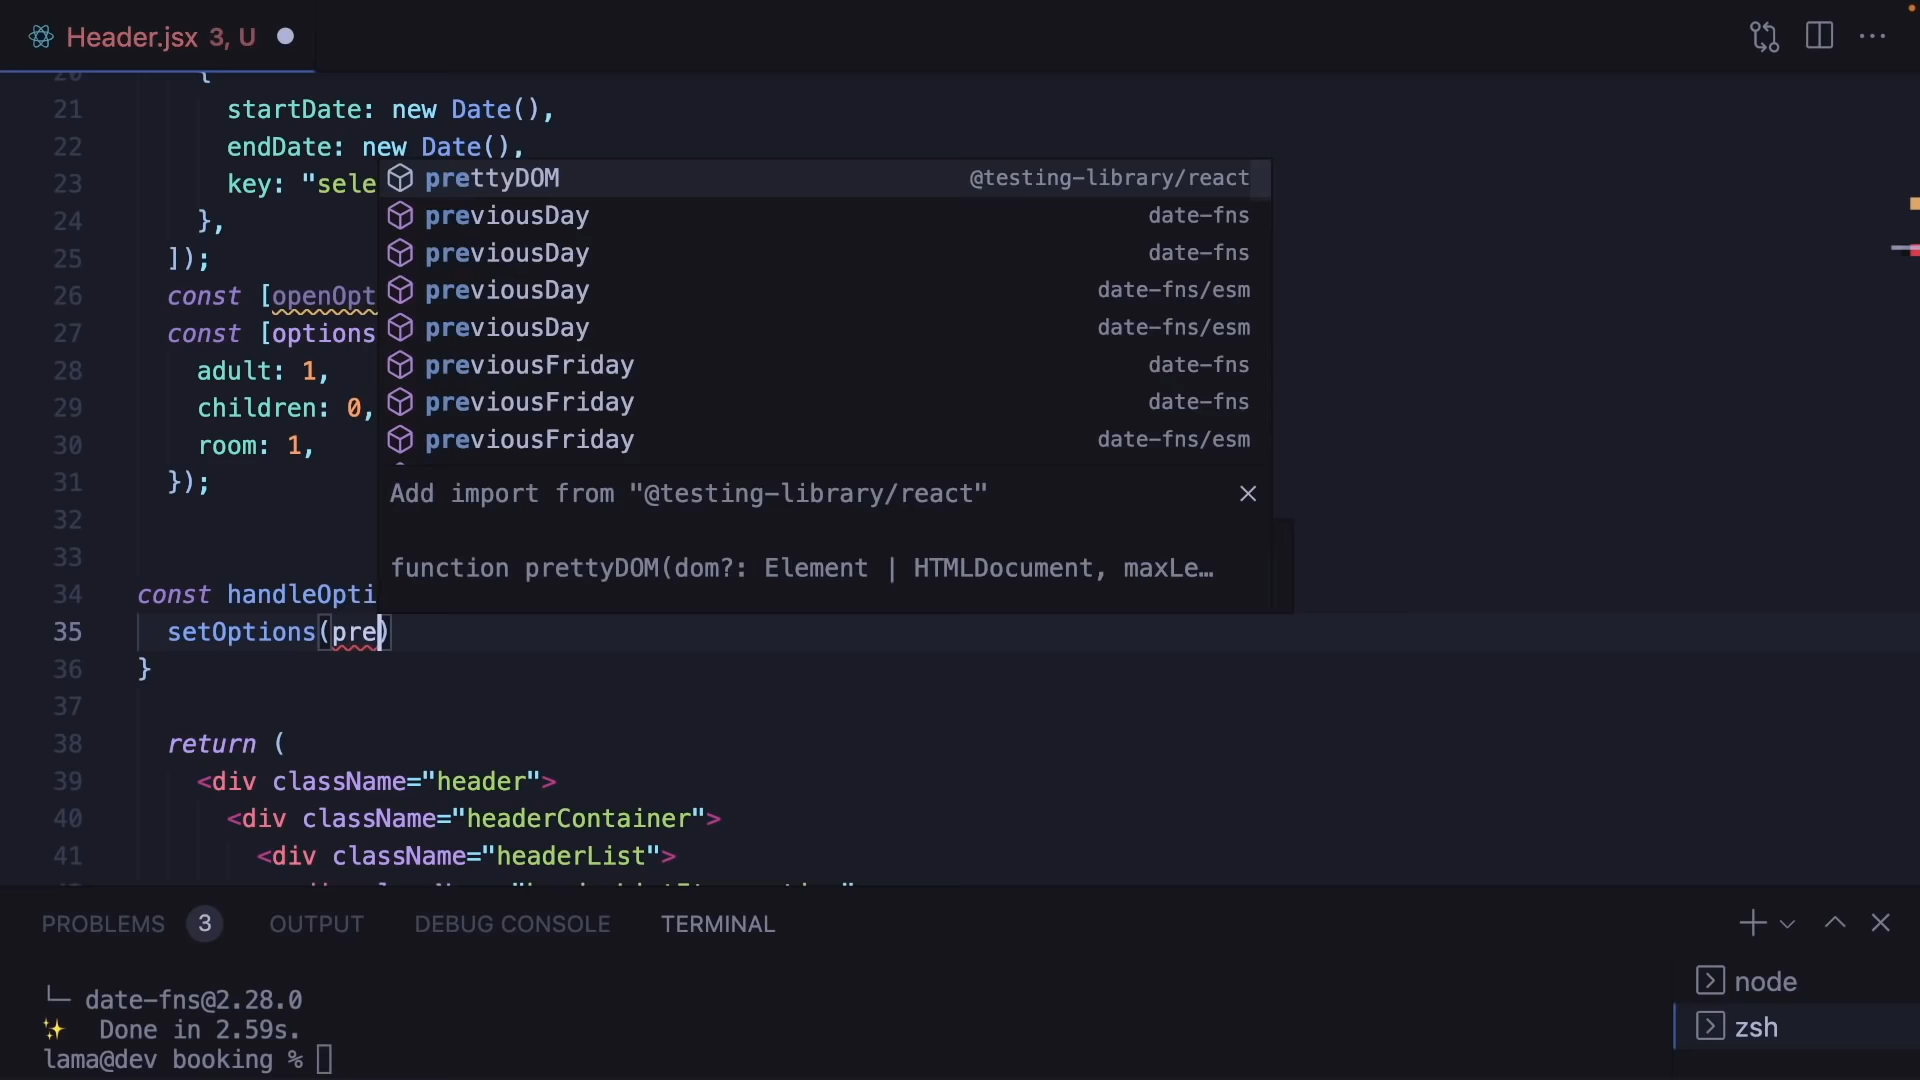 Header.jsx 3, U
20 {
21 startDate: new Date(),
22 endDate: new Date(),
23 key: "sele
24 },
25 ]);
26 const [openOpt
27 const [options
28 adult: 1,
29 children: 0,
30 room: 1,
31 });
32
33
34 const handleOpti
35 setOptions(pre)
36 }
37
38 return (
39 <div className="header">
40 <div className="headerContainer">
41 <div className="headerList">
prettyDOM @testing-library/react
previousDay date-fns
previousDay date-fns
previousDay date-fns/esm
previousDay date-fns/esm
previousFriday date-fns
previousFriday date-fns
previousFriday date-fns/esm
Add import from "@testing-library/react"
function prettyDOM(dom?: Element | HTMLDocument, maxLe…
PROBLEMS 3 OUTPUT DEBUG CONSOLE TERMINAL
└─ date-fns@2.28.0
✨ Done in 2.59s.
lama@dev booking %
node
zsh